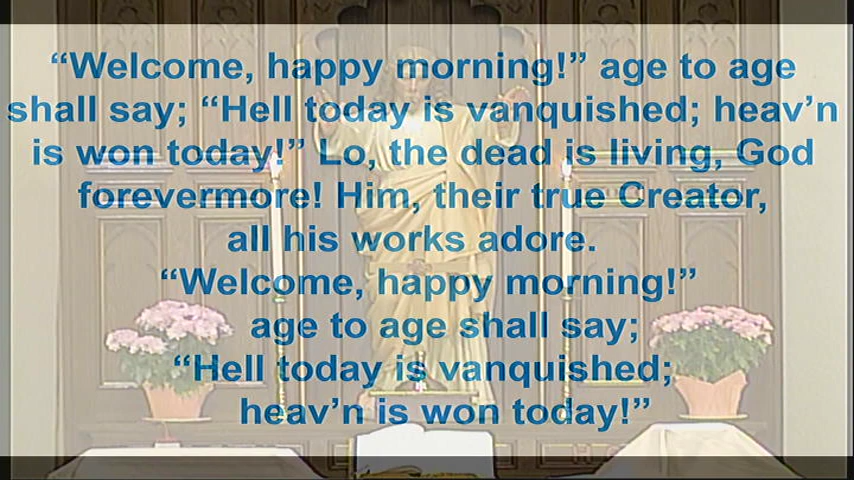 “Welcome, happy morning!” age to age
shall say; “Hell today is vanquished; heav’n
is won today!” Lo, the dead is living, God
forevermore! Him, their true Creator,
all his works adore.
“Welcome, happy morning!”
age to age shall say;
“Hell today is vanquished;
heav’n is won today!”